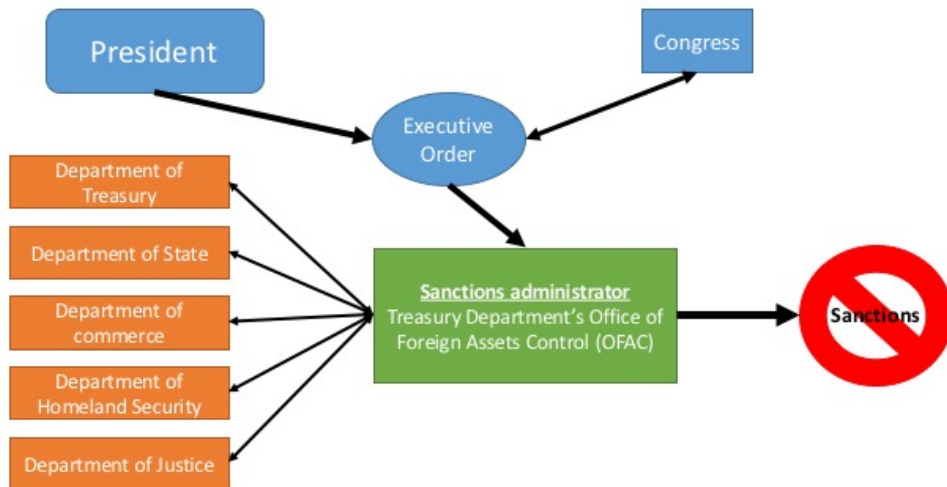 President
Congress
Executive
Order
Department of
Treasury
Department of State
Department of
commerce
Department of
Homeland Security
Department of Justice
Sanctions administrator
Treasury Department’s Office of
Foreign Assets Control (OFAC)
Sanctions